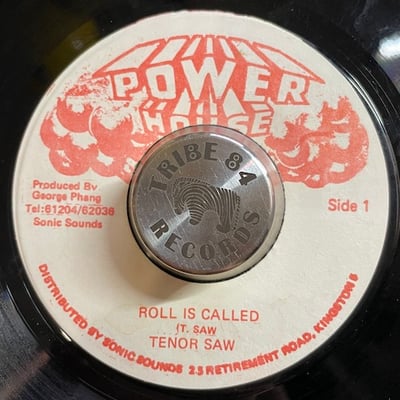 POWER
HOUSE
TRIBE 84
RECORDS
Produced By
George Phang
Tel:61204/62036
Sonic Sounds
Side 1
ROLL IS CALLED
(T. SAW
TENOR SAW
DISTRIBUTED BY SONIC SOUNDS 25 RETIREMENT ROAD, KINGSTON 5